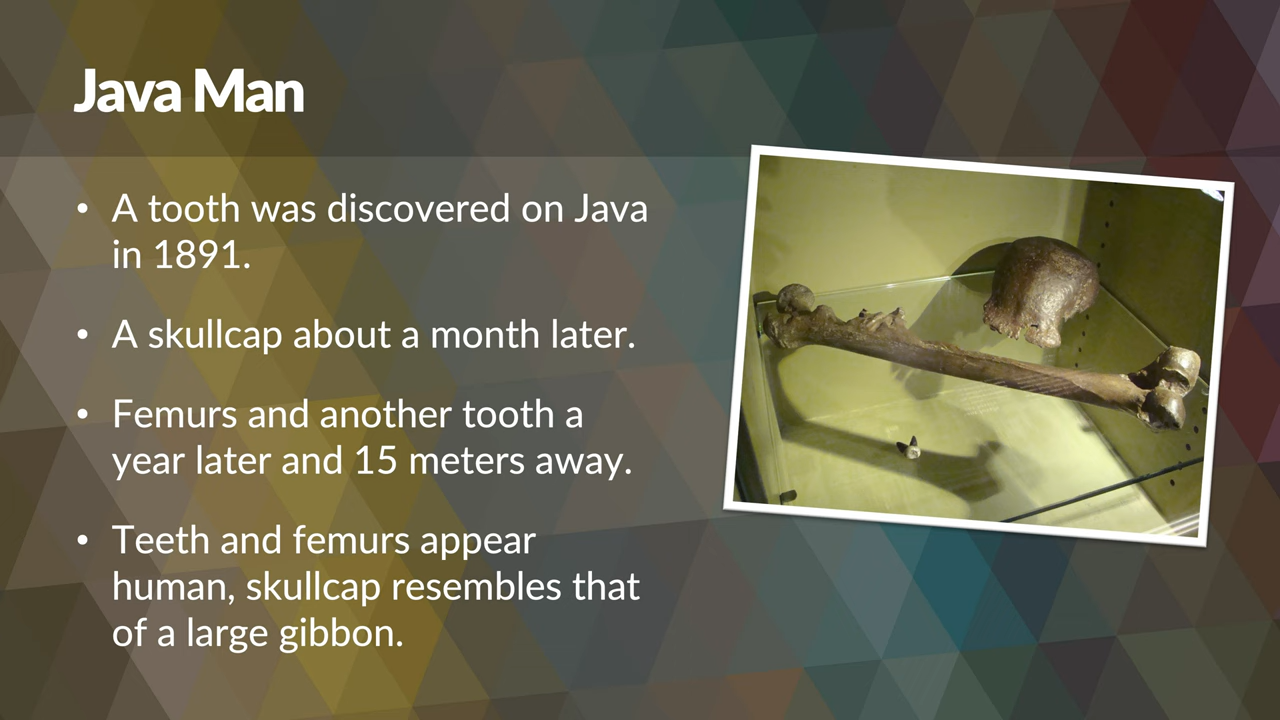 Java Man
• A tooth was discovered on Java
in 1891.
• A skullcap about a month later.
• Femurs and another tooth a
year later and 15 meters away.
• Teeth and femurs appear
human, skullcap resembles that
of a large gibbon.